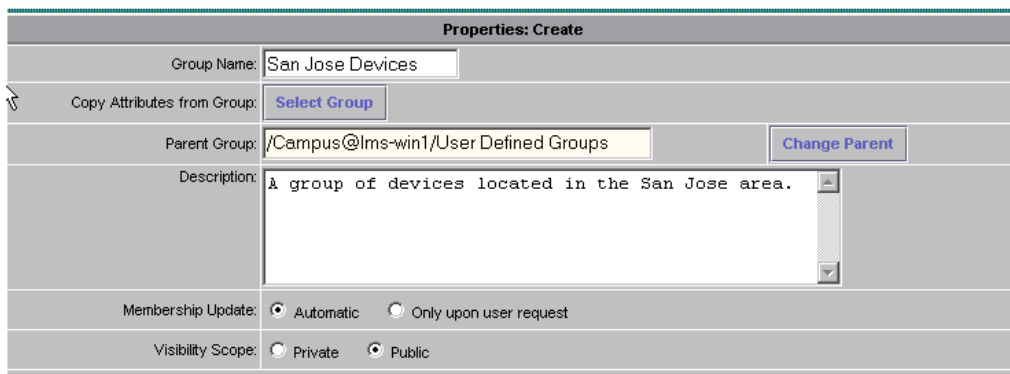 Properties: Create
Group Name: San Jose Devices
Copy Attributes from Group: Select Group
Parent Group: /Campus@lms-win1/User Defined Groups Change Parent
Description: A group of devices located in the San Jose area.
Membership Update: Automatic Only upon user request
Visibility Scope: Private Public